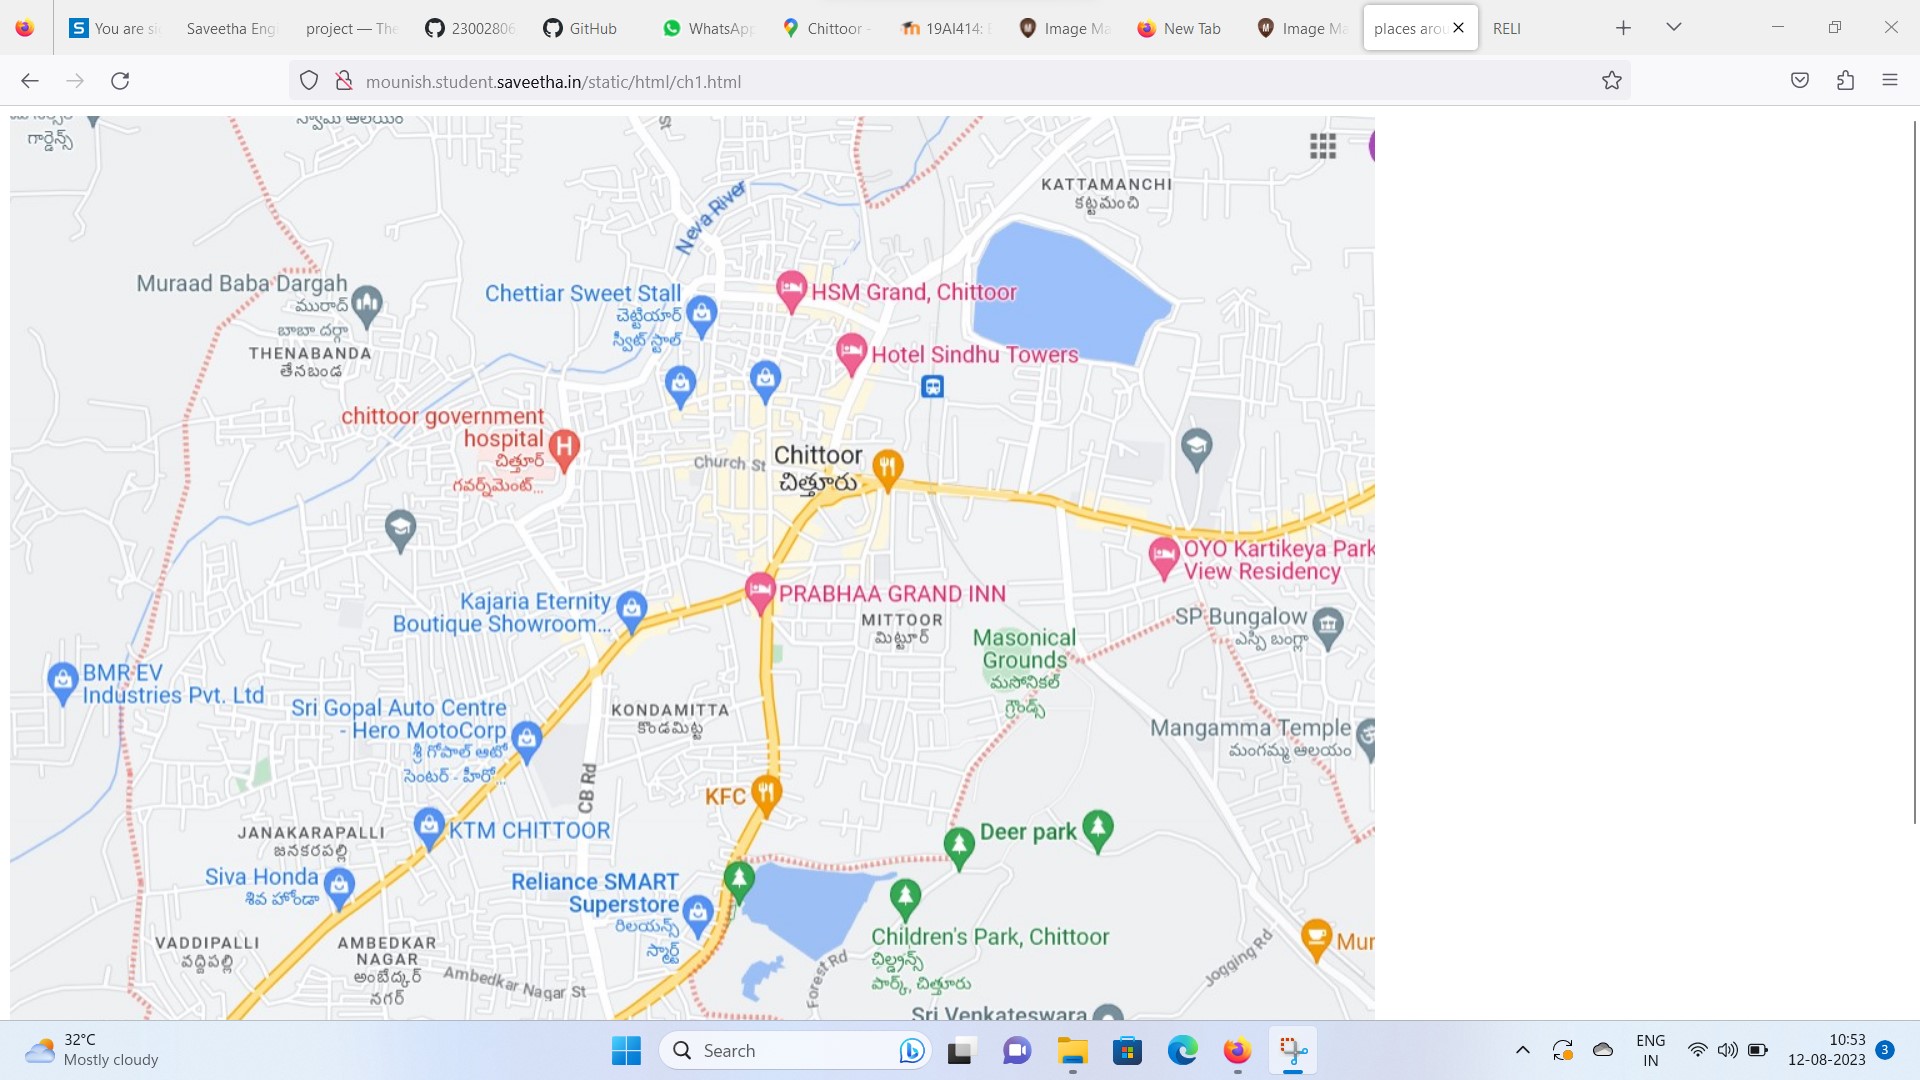 You are si
Saveetha Eng
project — The
23002806
GitHub
WhatsApp
Chittoor -
19AI414:
Image Ma
New Tab
Image Ma
places arou
RELI
mounish.student.saveetha.in/static/html/ch1.html
గార్డెన్స్
స్వామి ఆలయం
St
KATTAMANCHI
కట్టమంచి
Neva River
Muraad Baba Dargah
మురాద్
బాబా దర్గా
THENABANDA
తేనబండ
Chettiar Sweet Stall
చెట్టియార్
స్వీట్ స్టాల్
HSM Grand, Chittoor
Hotel Sindhu Towers
chittoor government
hospital
చిత్తూర్
గవర్న్‌మెంట్...
H
Church St
Chittoor
చిత్తూరు
OYO Kartikeya Park
View Residency
PRABHAA GRAND INN
Kajaria Eternity
Boutique Showroom...
MITTOOR
మిట్టూర్
Masonical
Grounds
మసోనికల్
గ్రౌండ్స్
SP Bungalow
ఎస్పి బంగ్లా
BMR EV
Industries Pvt. Ltd
Sri Gopal Auto Centre
- Hero MotoCorp
శ్రీ గోపాల్ ఆటో
సెంటర్ - హీరో...
KONDAMITTA
కొండమిట్ట
Mangamma Temple
మంగమ్మ ఆలయం
CB Rd
KFC
JANAKARAPALLI
జనకరపల్లి
KTM CHITTOOR
Deer park
Siva Honda
శివ హోండా
Reliance SMART
Superstore
రిలయన్స్
స్మార్ట్
VADDIPALLI
వద్దిపల్లి
AMBEDKAR
NAGAR
అంబేద్కర్
నగర్
Ambedkar Nagar St
Children's Park, Chittoor
చిల్డ్రన్స్
పార్క్, చిత్తూరు
Forest Rd
Jogging Rd
Mur
Sri Venkateswara
32°C
Mostly cloudy
Search
ENG
IN
10:53
12-08-2023
3